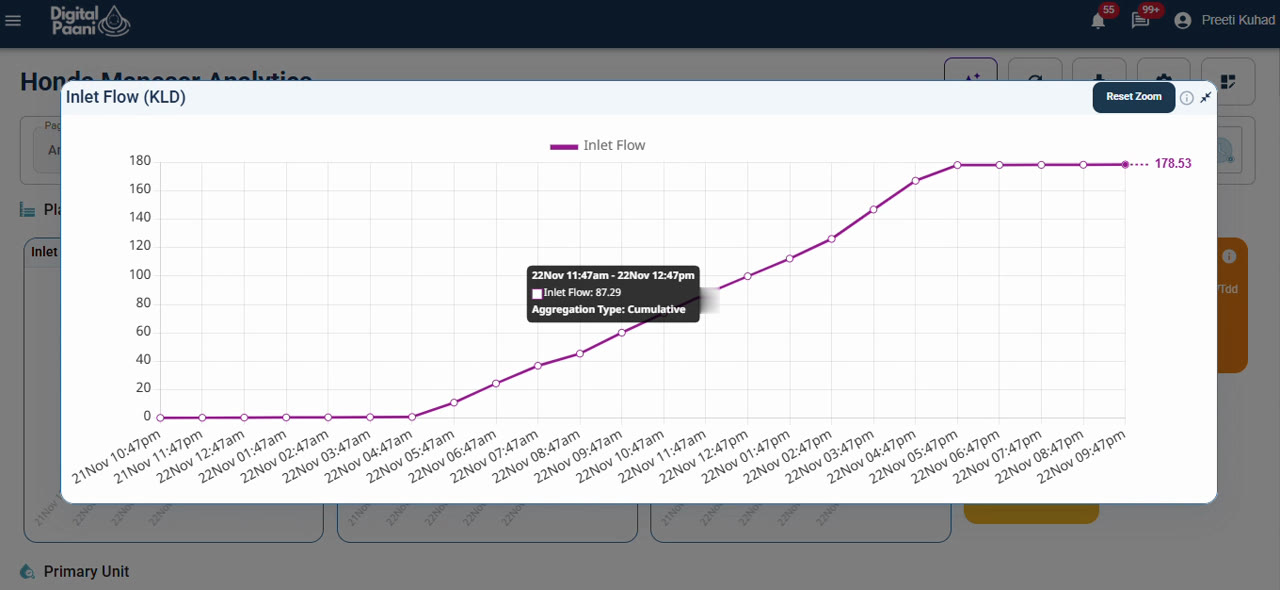 Digital
Paani
55
99+
Preeti Kuhad
Inlet Flow (KLD)
Reset Zoom
Inlet Flow
180
160
140
120
100
80
60
40
20
0
178.53
22Nov 11:47am - 22Nov 12:47pm
Inlet Flow: 87.29
Aggregation Type: Cumulative
21Nov 10:47pm
21Nov 11:47pm
22Nov 12:47am
22Nov 01:47am
22Nov 02:47am
22Nov 03:47am
22Nov 04:47am
22Nov 05:47am
22Nov 06:47am
22Nov 07:47am
22Nov 08:47am
22Nov 09:47am
22Nov 10:47am
22Nov 11:47am
22Nov 12:47pm
22Nov 01:47pm
22Nov 02:47pm
22Nov 03:47pm
22Nov 04:47pm
22Nov 05:47pm
22Nov 06:47pm
22Nov 07:47pm
22Nov 08:47pm
22Nov 09:47pm
Inlet
/Tdd
Primary Unit